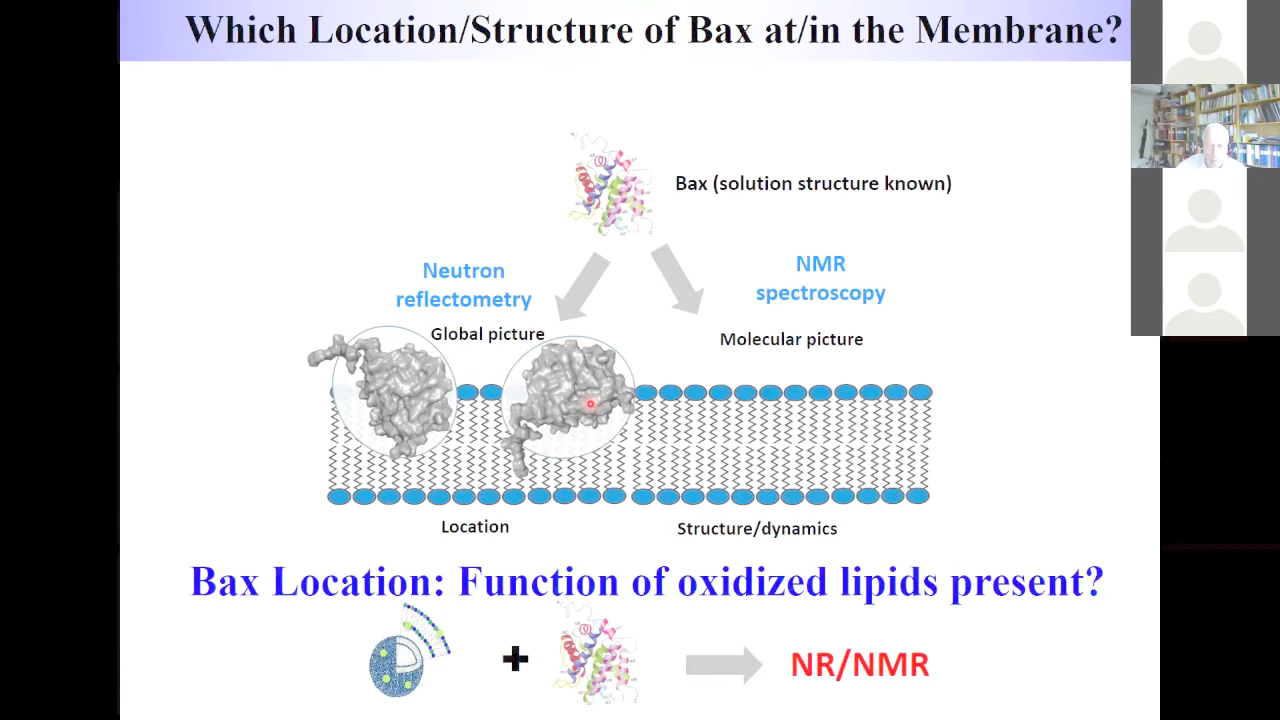 Which Location/Structure of Bax at/in the Membrane?
Bax (solution structure known)
Neutron
reflectometry
NMR
spectroscopy
Global picture
Molecular picture
Location
Structure/dynamics
Bax Location: Function of oxidized lipids present?
+
NR/NMR